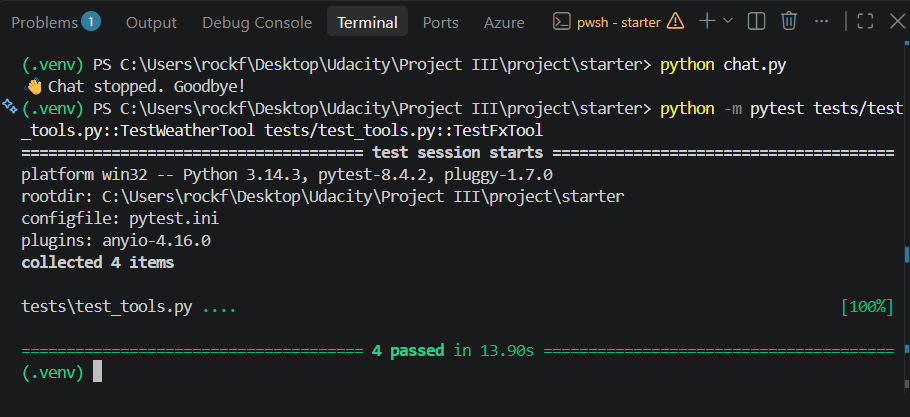 Problems 1 Output Debug Console Terminal Ports Azure pwsh - starter
(.venv) PS C:\Users\rockf\Desktop\Udacity\Project III\project\starter> python chat.py
👋 Chat stopped. Goodbye!
(.venv) PS C:\Users\rockf\Desktop\Udacity\Project III\project\starter> python -m pytest tests/test
_tools.py::TestWeatherTool tests/test_tools.py::TestFxTool
===================================== test session starts =====================================
platform win32 -- Python 3.14.3, pytest-8.4.2, pluggy-1.7.0
rootdir: C:\Users\rockf\Desktop\Udacity\Project III\project\starter
configfile: pytest.ini
plugins: anyio-4.16.0
collected 4 items
tests\test_tools.py .... [100%]
===================================== 4 passed in 13.90s ======================================
(.venv)